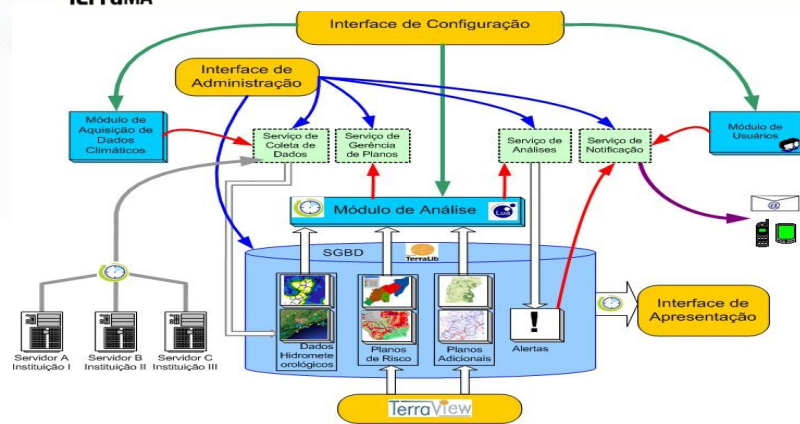 TerraMA
Interface de Configuração
Interface de
Administração
Módulo de
Aquisição de
Dados
Climáticos
Serviço de
Coleta de
Dados
Serviço de
Gerência
de Planos
Serviço de
Análises
Serviço de
Notificação
Módulo de
Usuários
Módulo de Análise
Lua
@
SGBD
TerraLib
Servidor A
Instituição I
Servidor B
Instituição II
Servidor C
Instituição III
Dados
Hidromete
orológicos
Planos
de Risco
Planos
Adicionais
!
Alertas
Interface de
Apresentação
TerraView